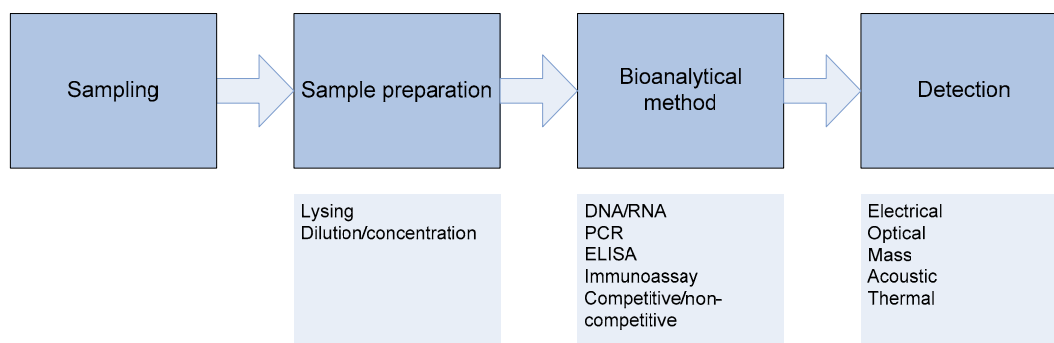 Sampling
Sample preparation
Bioanalytical
method
Detection
Lysing
Dilution/concentration
DNA/RNA
PCR
ELISA
Immunoassay
Competitive/non-
competitive
Electrical
Optical
Mass
Acoustic
Thermal